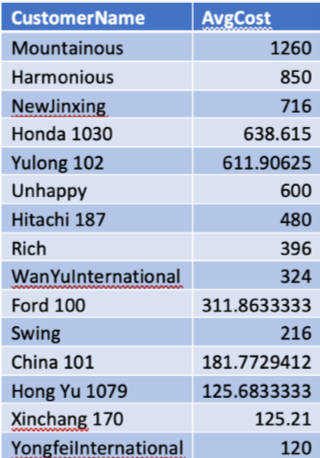 CustomerName AvgCost
Mountainous 1260
Harmonious 850
NewJinxing 716
Honda 1030 638.615
Yulong 102 611.90625
Unhappy 600
Hitachi 187 480
Rich 396
WanYuInternational 324
Ford 100 311.8633333
Swing 216
China 101 181.7729412
Hong Yu 1079 125.6833333
Xinchang 170 125.21
YongfeiInternational 120